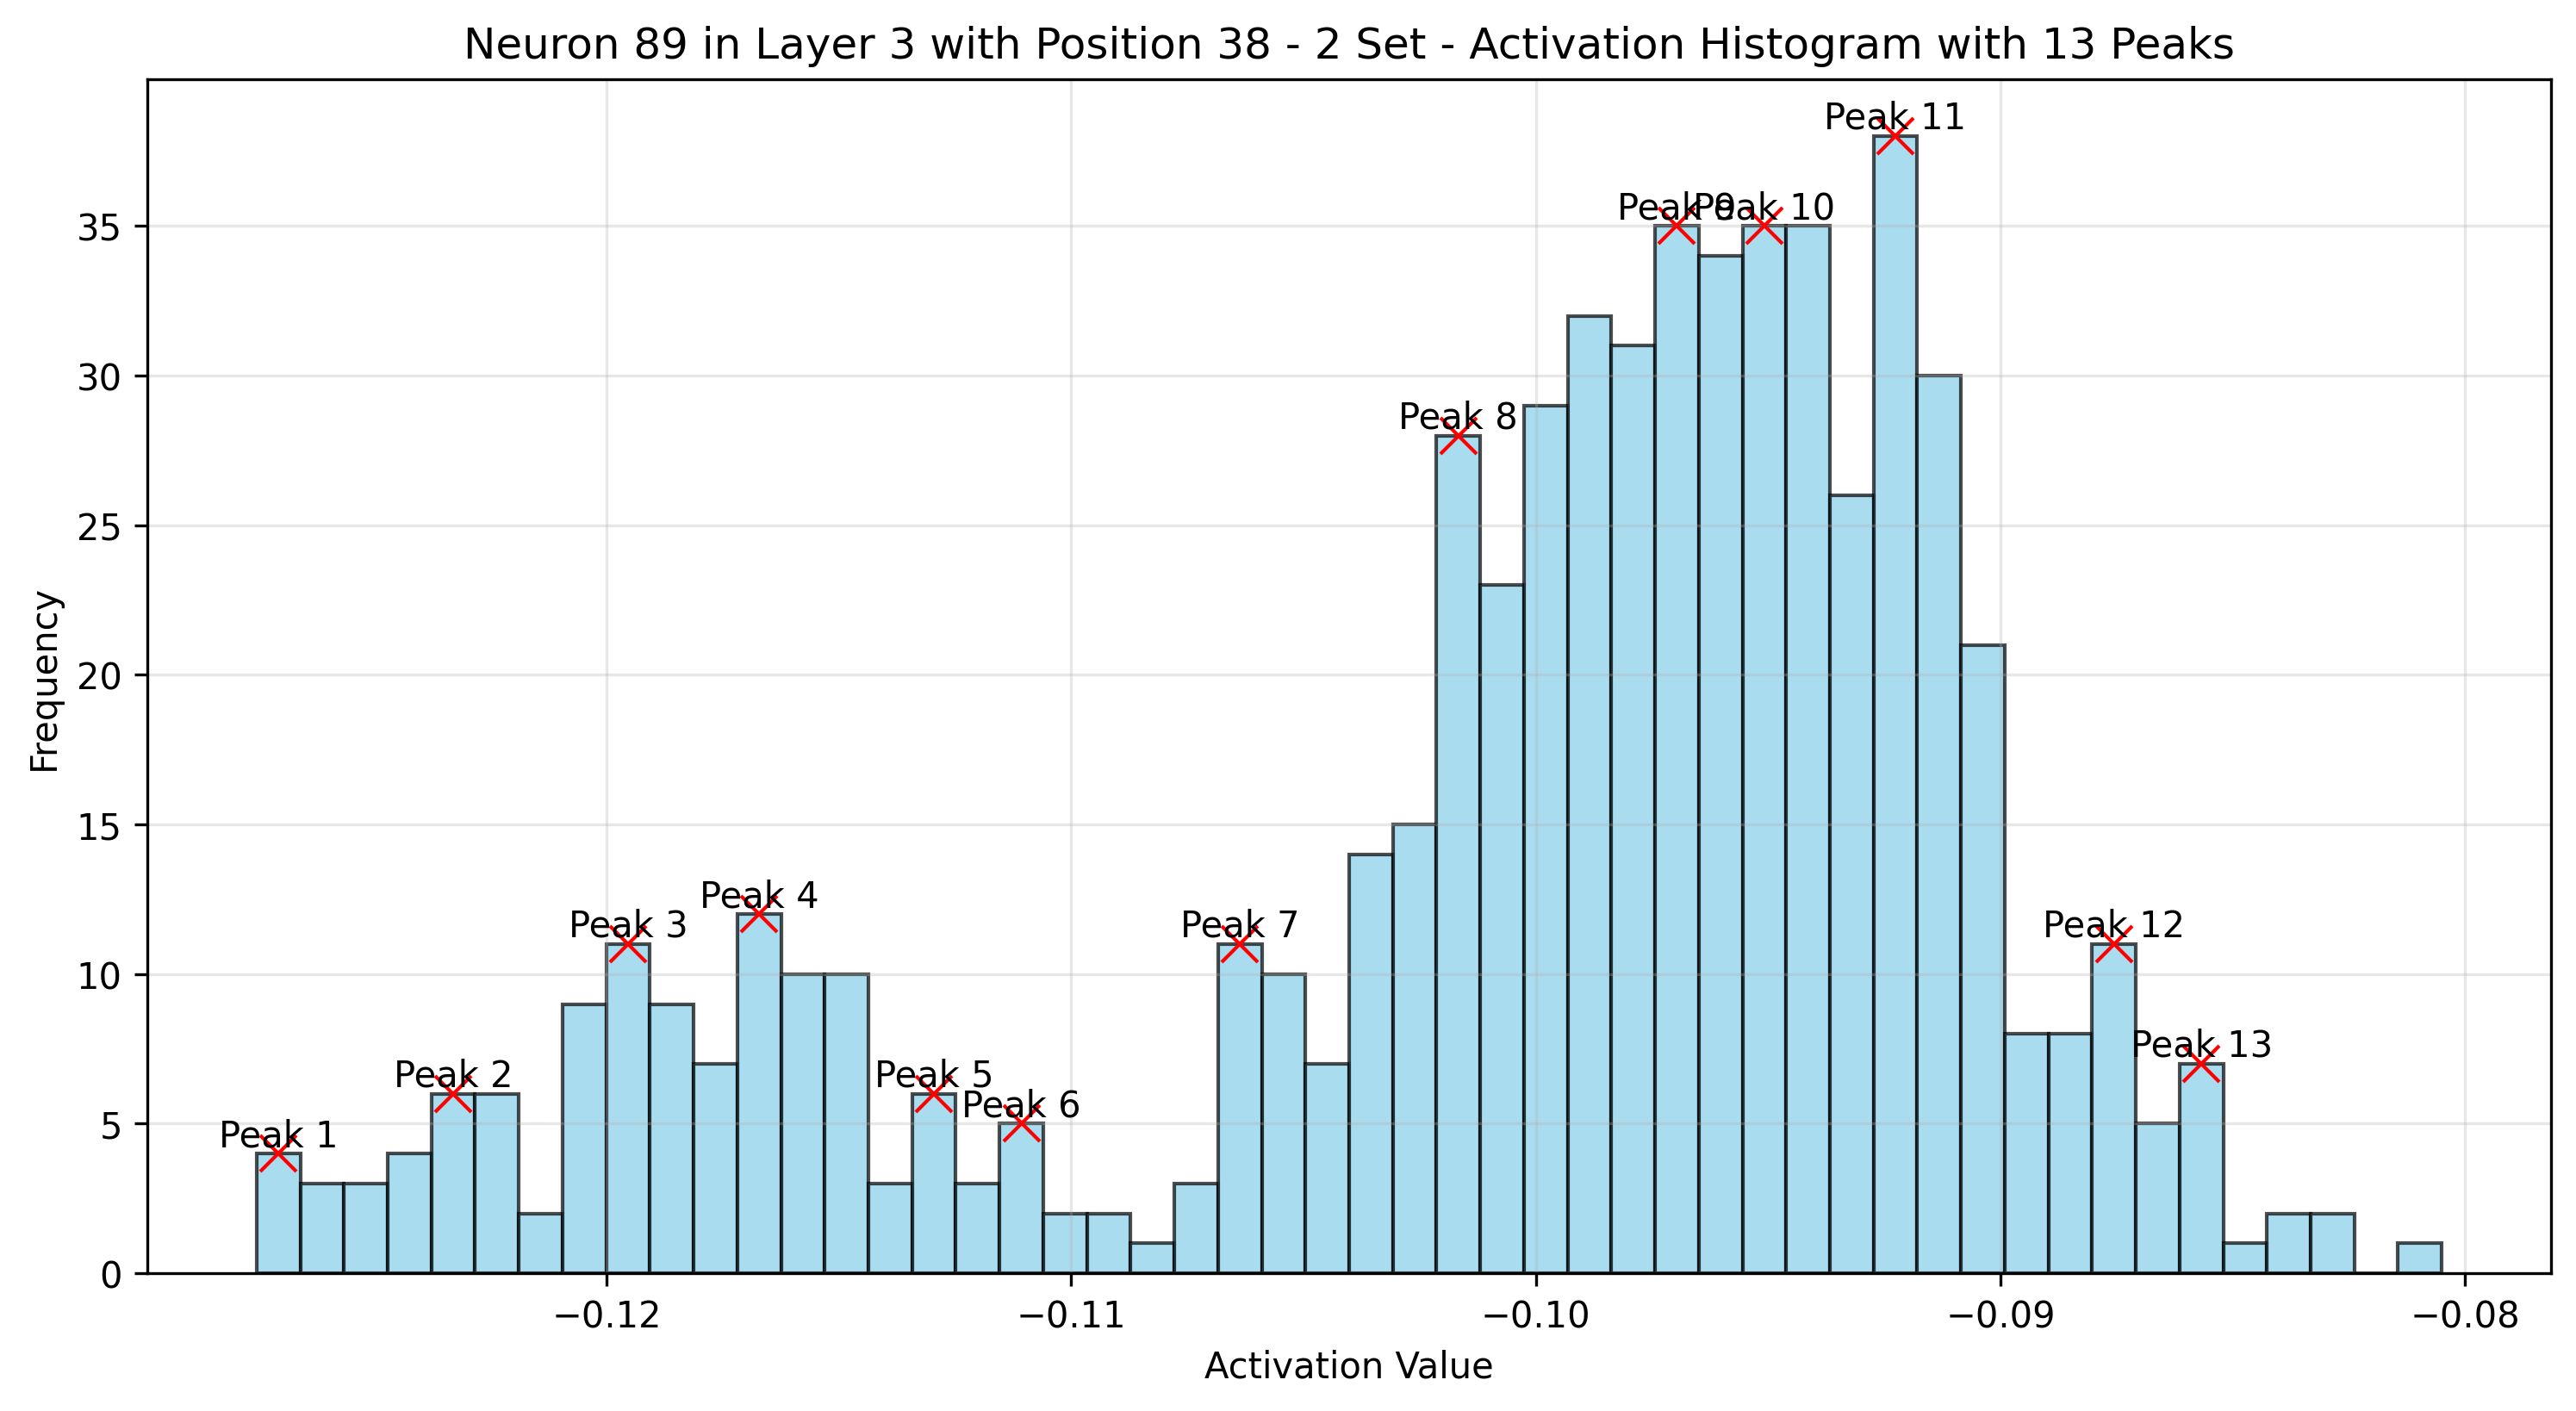 Neuron 89 in Layer 3 with Position 38 - 2 Set - Activation Histogram with 13 Peaks
Peak 11
Peak 9
Peak 10
Peak 8
Peak 4
Peak 3
Peak 7
Peak 12
Peak 13
Peak 2
Peak 5
Peak 6
Peak 1
35
30
25
20
15
10
5
0
Frequency
−0.12
−0.11
−0.10
−0.09
−0.08
Activation Value